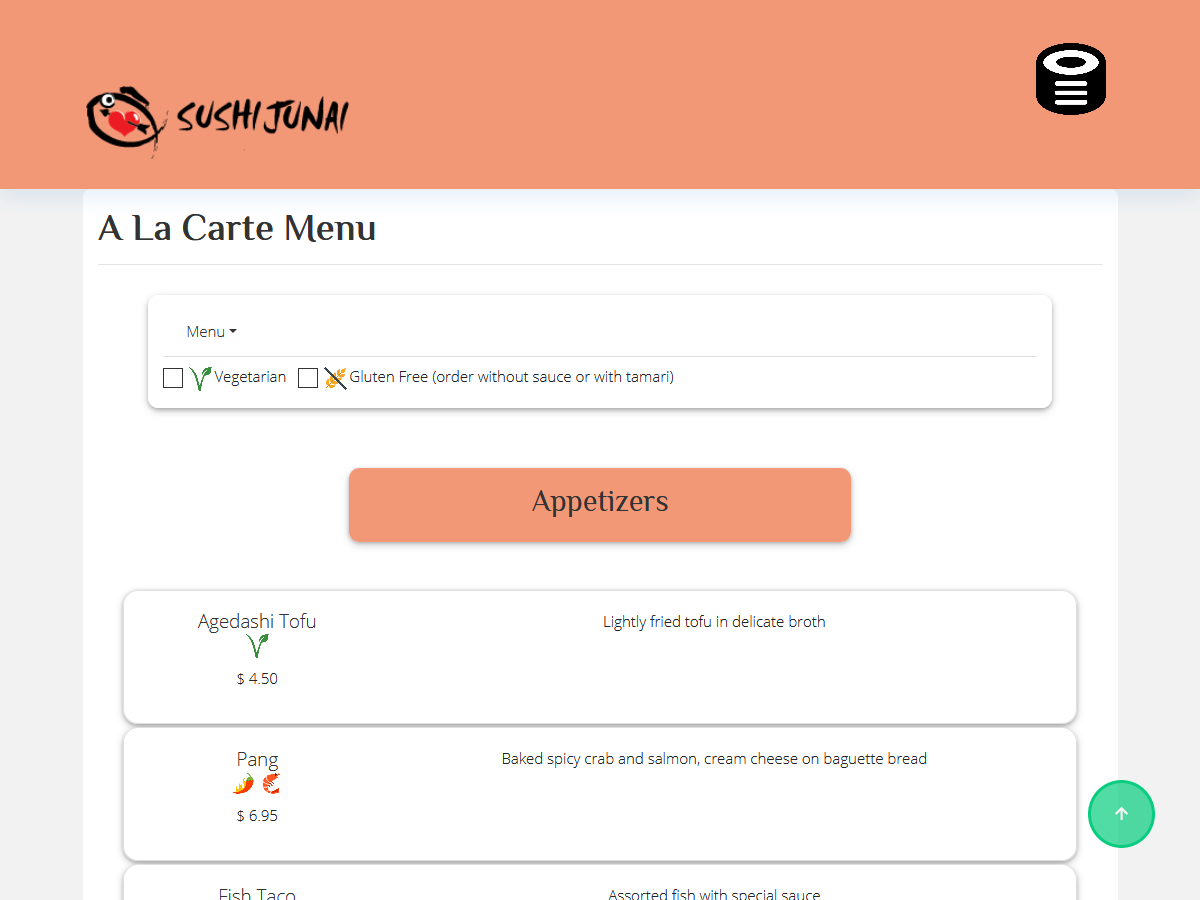 SUSHI JUNAI
A La Carte Menu
Menu
Vegetarian Gluten Free (order without sauce or with tamari)
Appetizers
Agedashi Tofu Lightly fried tofu in delicate broth
$ 4.50
Pang Baked spicy crab and salmon, cream cheese on baguette bread
$ 6.95
Fish Taco Assorted fish with special sauce